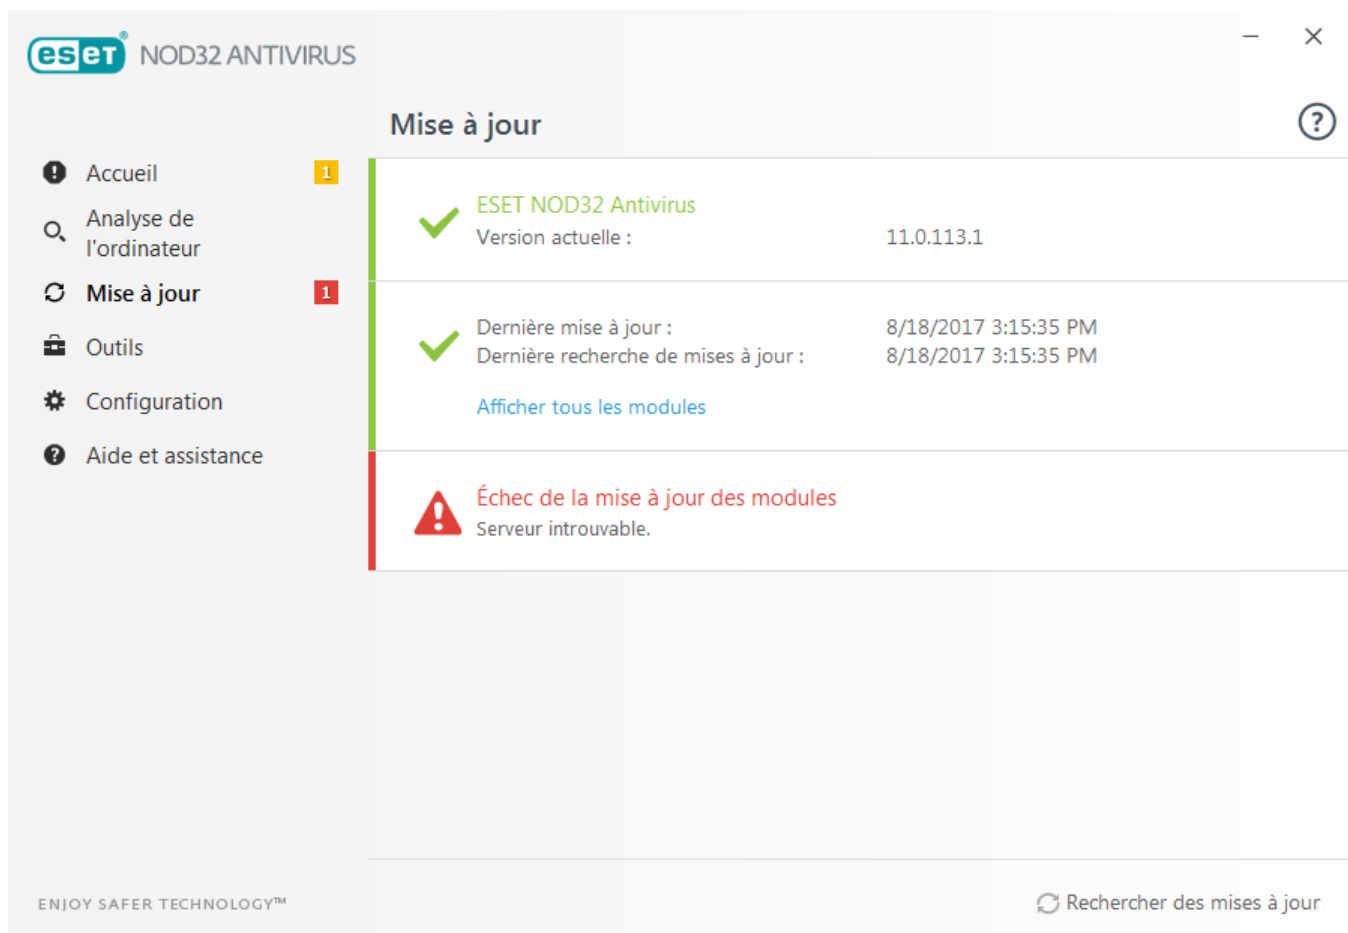 eset® NOD32 ANTIVIRUS
Mise à jour
?
Accueil 1
Analyse de
l'ordinateur
Mise à jour 1
Outils
Configuration
Aide et assistance
ESET NOD32 Antivirus
Version actuelle : 11.0.113.1
Dernière mise à jour : 8/18/2017 3:15:35 PM
Dernière recherche de mises à jour : 8/18/2017 3:15:35 PM
Afficher tous les modules
Échec de la mise à jour des modules
Serveur introuvable.
ENJOY SAFER TECHNOLOGY™
Rechercher des mises à jour